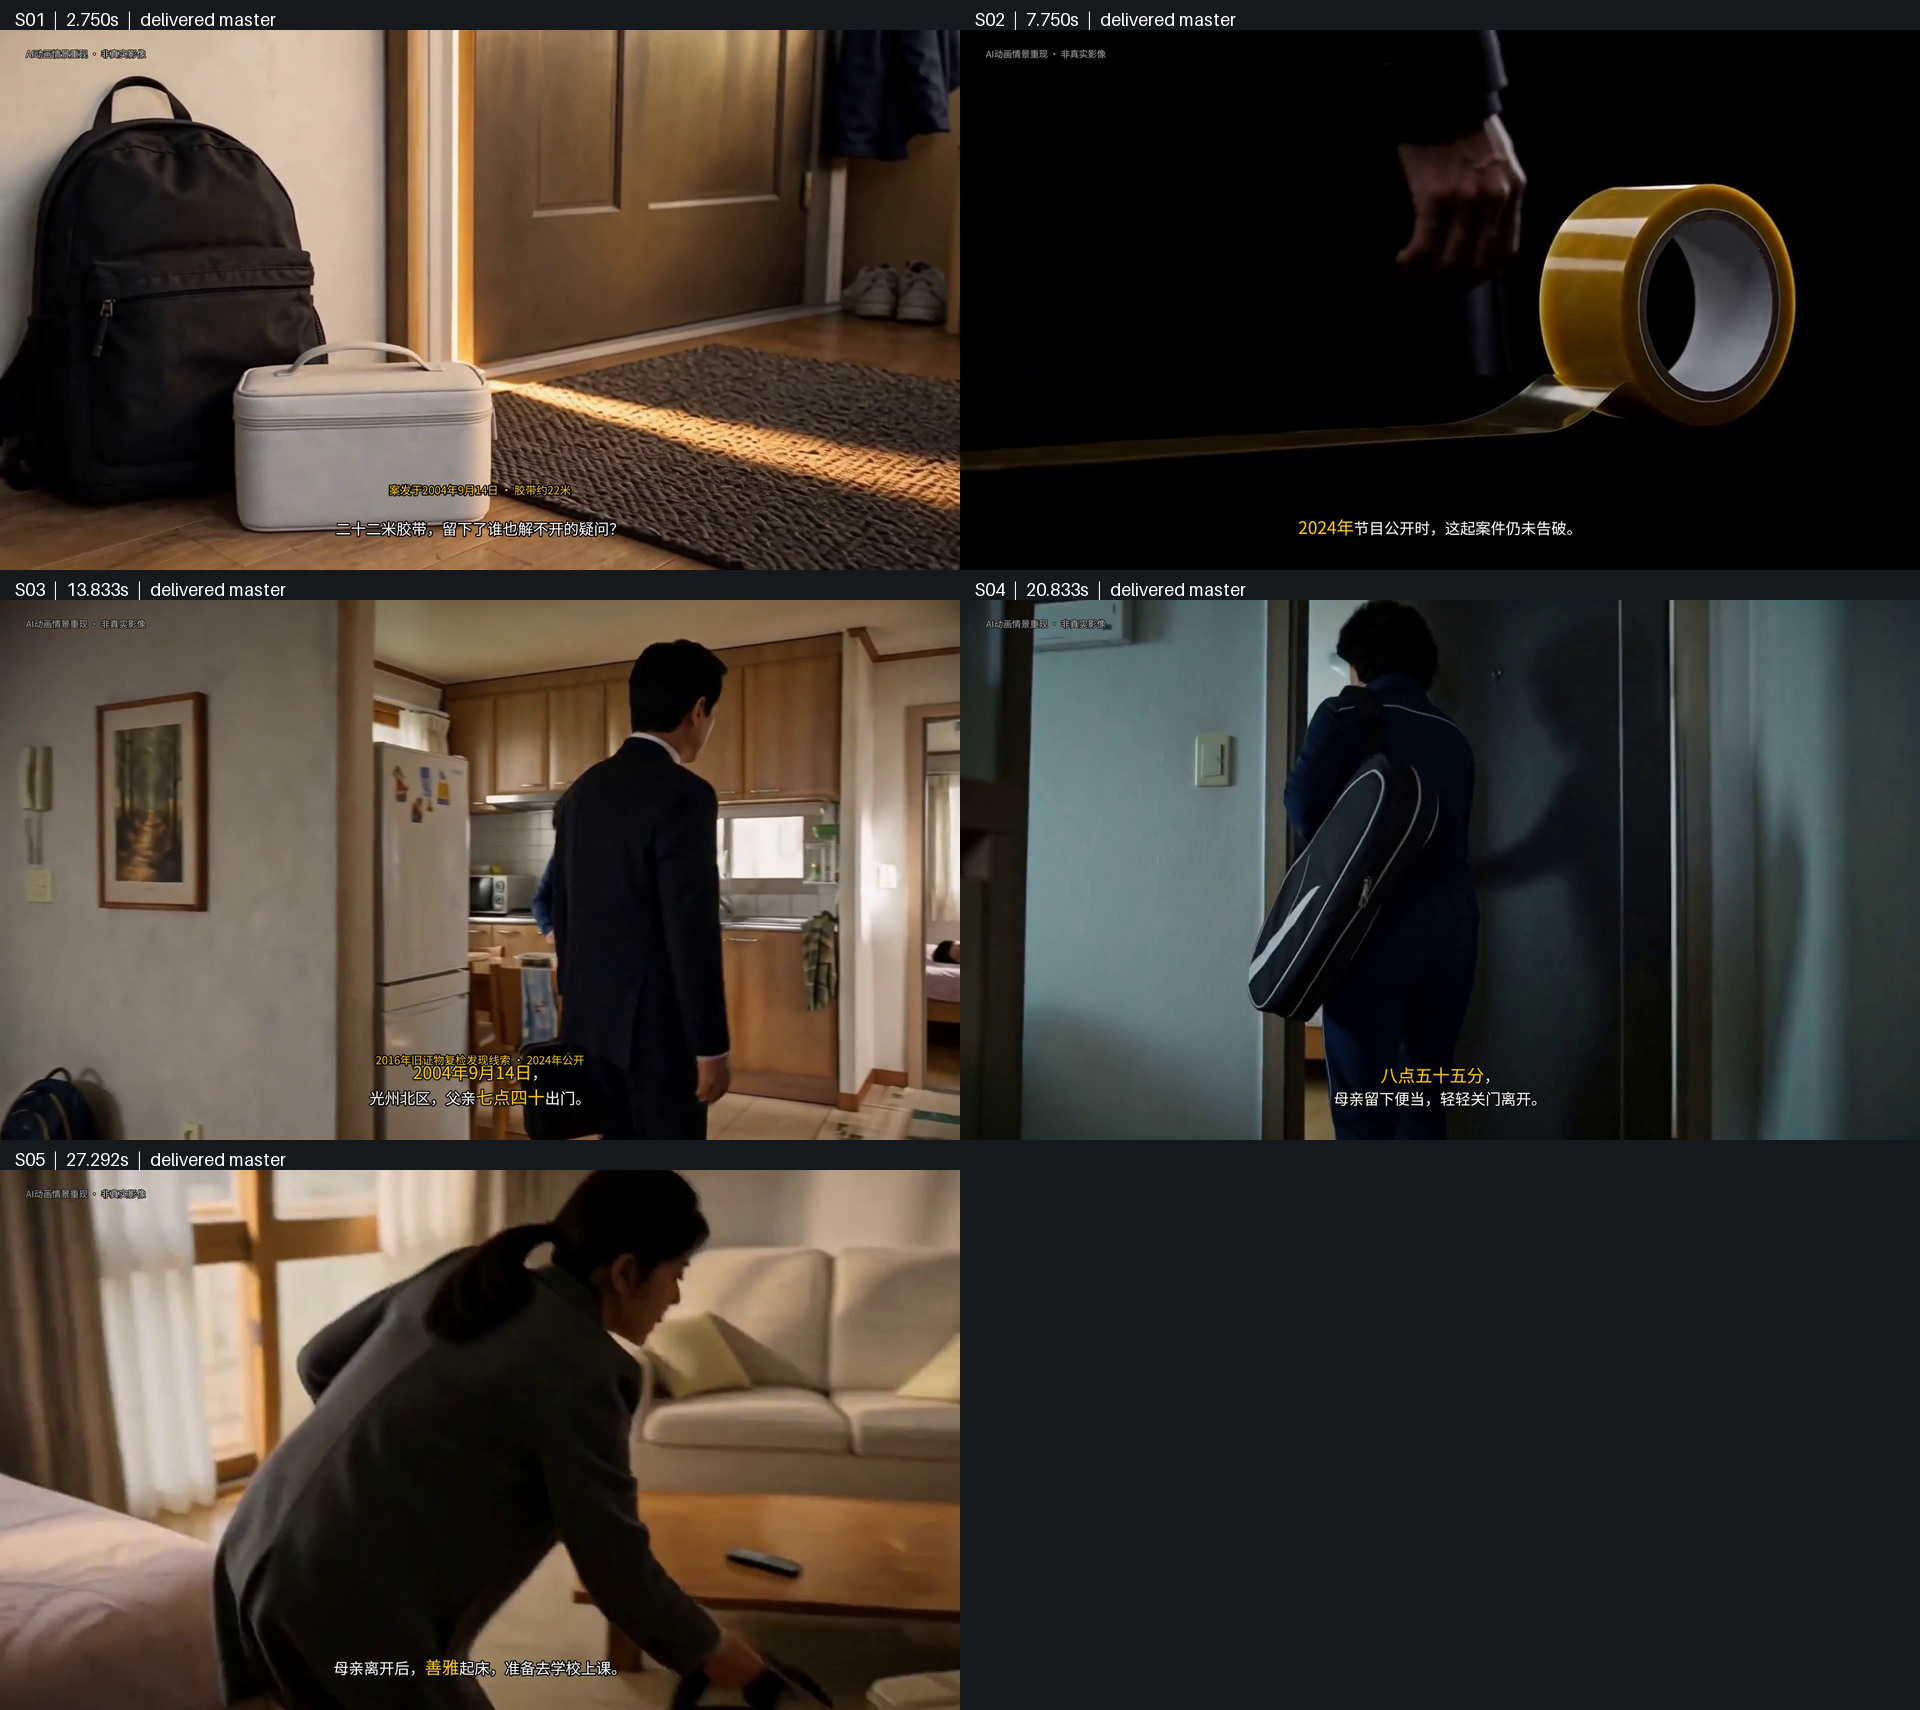 S01 | 2.750s | delivered master
AI动画情景重现 · 非真实影像
案发于2004年9月14日 · 胶带约22米
二十二米胶带，留下了谁也解不开的疑问？
S02 | 7.750s | delivered master
AI动画情景重现 · 非真实影像
2024年节目公开时，这起案件仍未告破。
S03 | 13.833s | delivered master
AI动画情景重现 · 非真实影像
2016年旧证物复检发现线索 · 2024年公开
2004年9月14日，
光州北区，父亲七点四十出门。
S04 | 20.833s | delivered master
AI动画情景重现 · 非真实影像
八点五十五分，
母亲留下便当，轻轻关门离开。
S05 | 27.292s | delivered master
AI动画情景重现 · 非真实影像
母亲离开后，善雅起床，准备去学校上课。